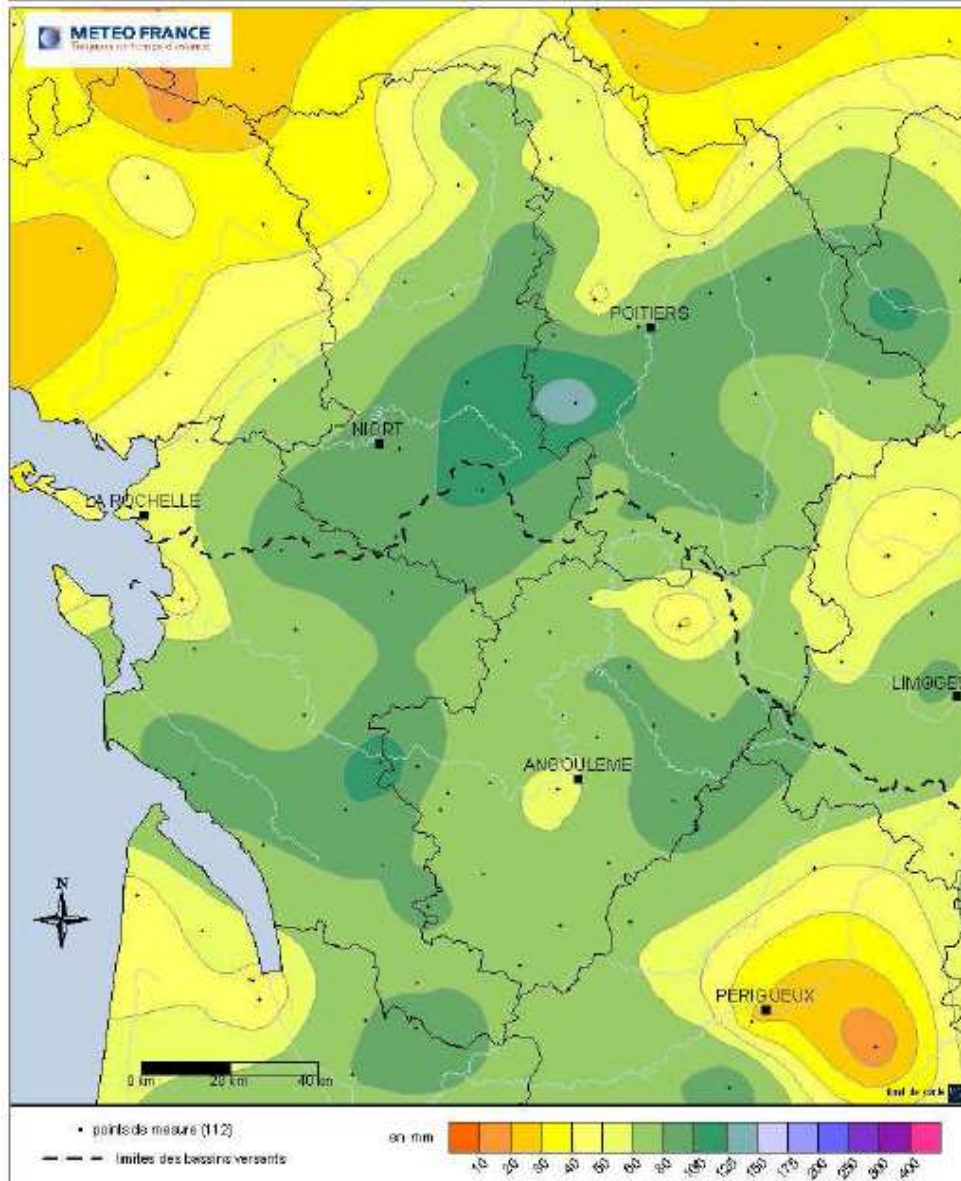 METEO FRANCE
POITIERS
NIORT
LA ROCHELLE
LIMOGES
ANGOULEME
N
PERIGUEUX
0 km 20 km 40 km
points de mesure (112)
limites des bassins versants
en mm
10 20 30 40 50 60 80 100 125 150 175 200 250 300 400